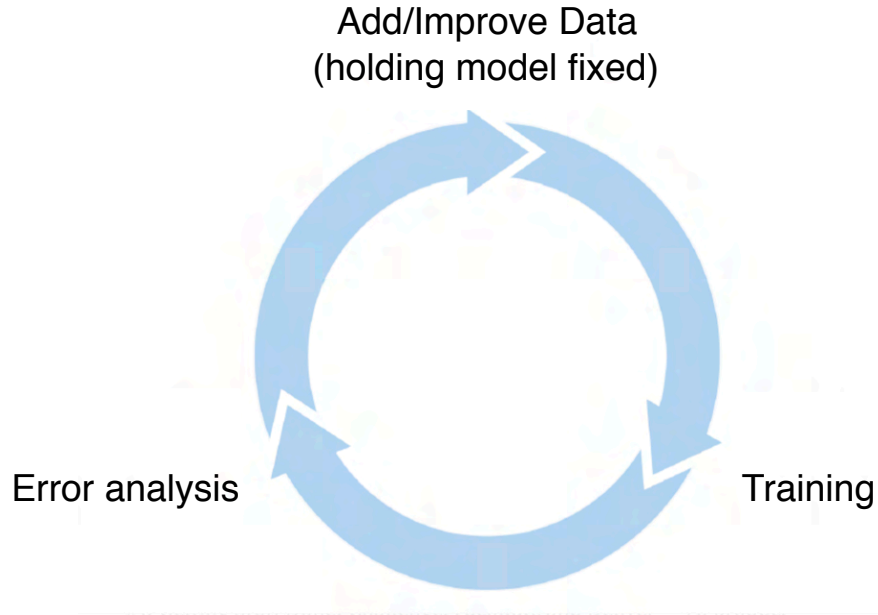 Add/Improve Data
(holding model fixed)
Error analysis
Training